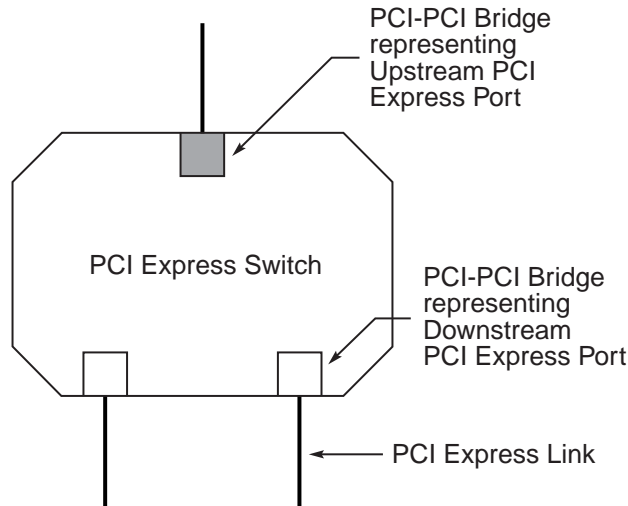 PCI-PCI Bridge
representing
Upstream PCI
Express Port
PCI Express Switch
PCI-PCI Bridge
representing
Downstream
PCI Express Port
PCI Express Link